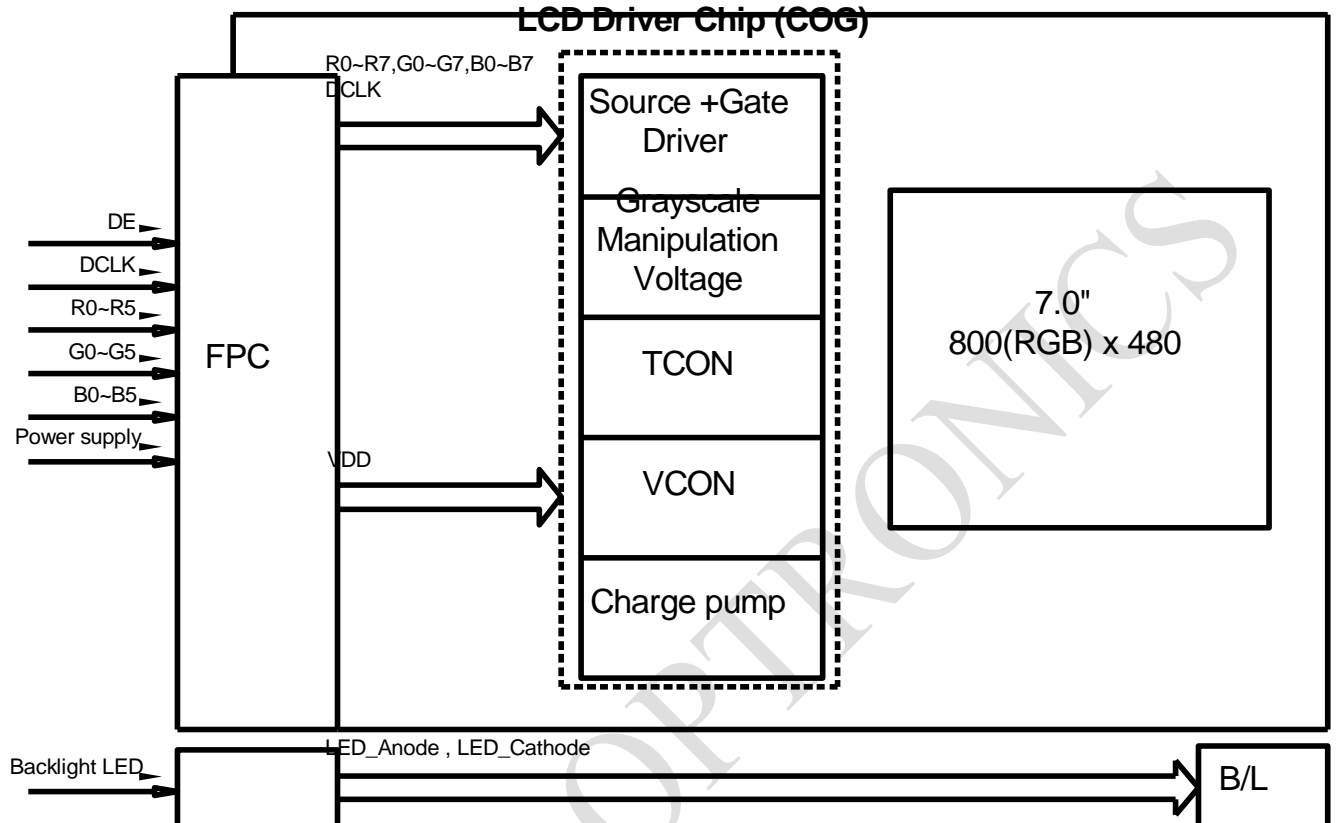 LCD Driver Chip (COG)
R0~R7,G0~G7,B0~B7
DCLK
Source +Gate
Driver
Grayscale
Manipulation
Voltage
TCON
VCON
Charge pump
7.0"
800(RGB) x 480
DE
DCLK
R0~R5
G0~G5
B0~B5
Power supply
FPC
VDD
LED_Anode , LED_Cathode
Backlight LED
B/L
OPTRONICS